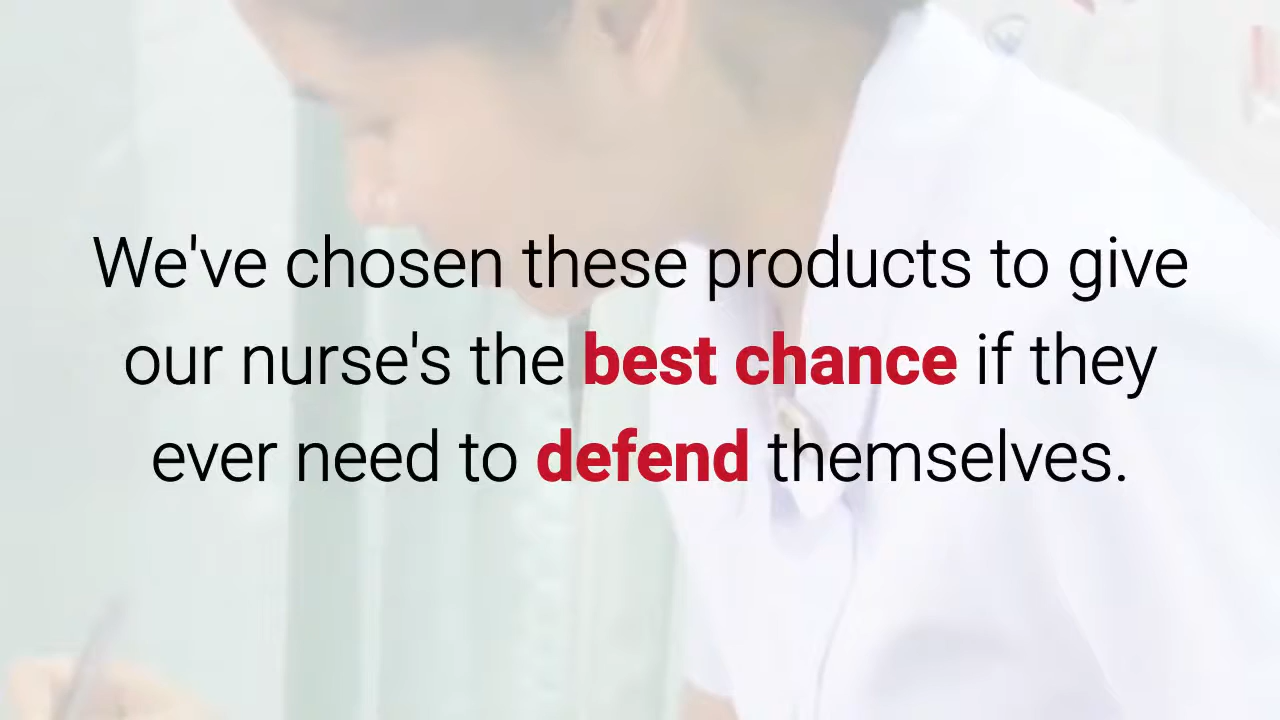 We've chosen these products to give
our nurse's the best chance if they
ever need to defend themselves.